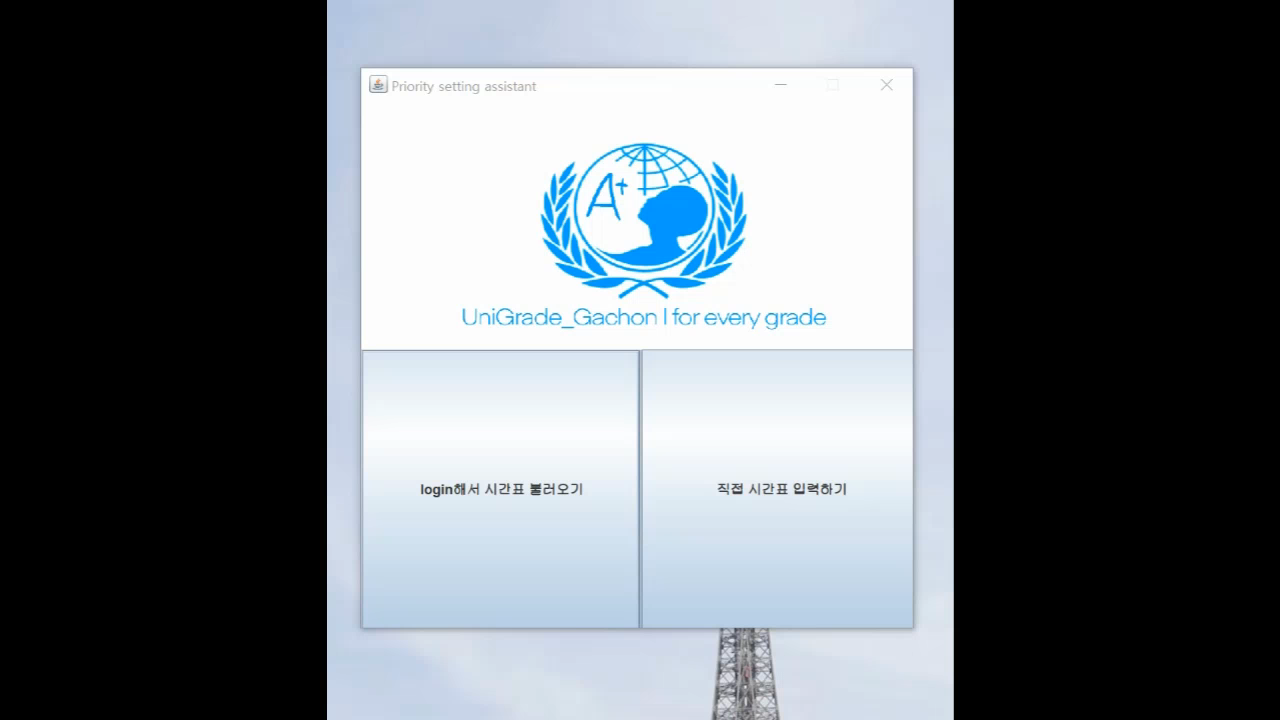 Priority setting assistant
A+
UniGrade_Gachon | for every grade
login해서 시간표 불러오기
직접 시간표 입력하기